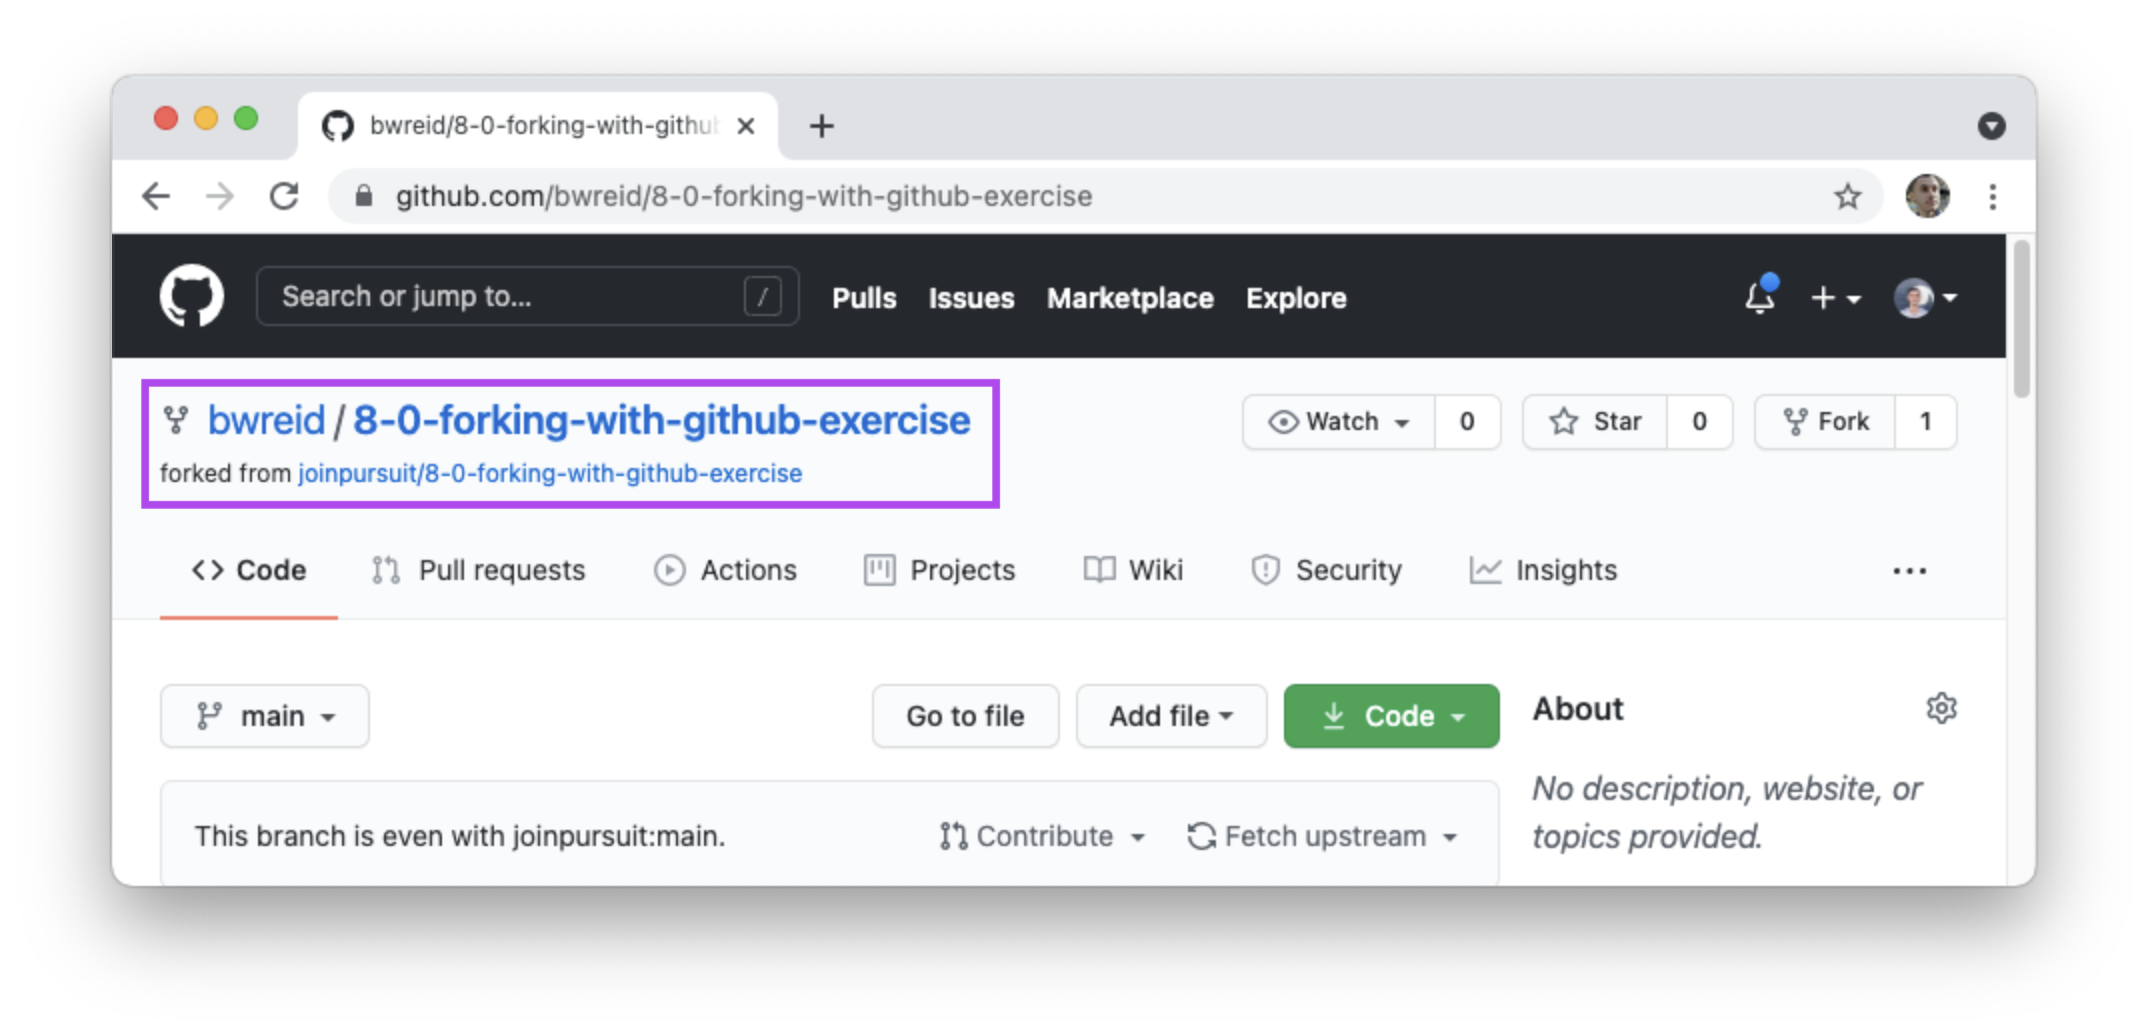 bwreid/8-0-forking-with-githu
github.com/bwreid/8-0-forking-with-github-exercise
Search or jump to... / Pulls Issues Marketplace Explore
bwreid / 8-0-forking-with-github-exercise
Watch 0 Star 0 Fork 1
forked from joinpursuit/8-0-forking-with-github-exercise
Code Pull requests Actions Projects Wiki Security Insights ...
main Go to file Add file Code About
No description, website, or
topics provided.
This branch is even with joinpursuit:main. Contribute Fetch upstream